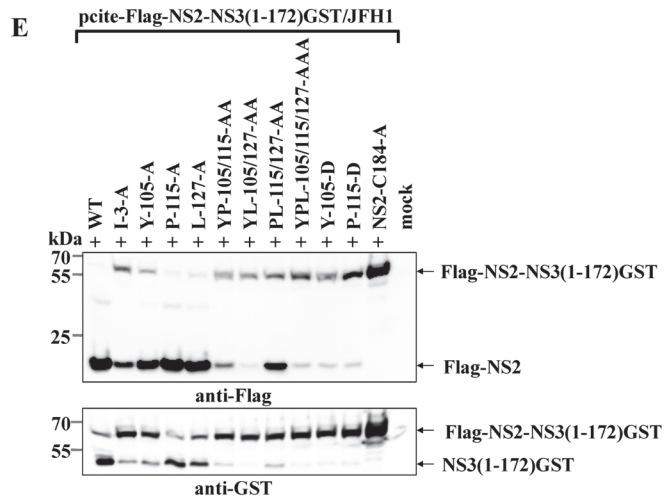 E
pcite-Flag-NS2-NS3(1-172)GST/JFH1
WT
I-3-A
Y-105-A
P-115-A
L-127-A
YP-105/115-AA
YL-105/127-AA
PL-115/127-AA
YPL-105/115/127-AAA
Y-105-D
P-115-D
NS2-C184-A
mock
kDa + + + + + + + + + + + +
70
55 Flag-NS2-NS3(1-172)GST
25
Flag-NS2
anti-Flag
70 Flag-NS2-NS3(1-172)GST
55 NS3(1-172)GST
anti-GST